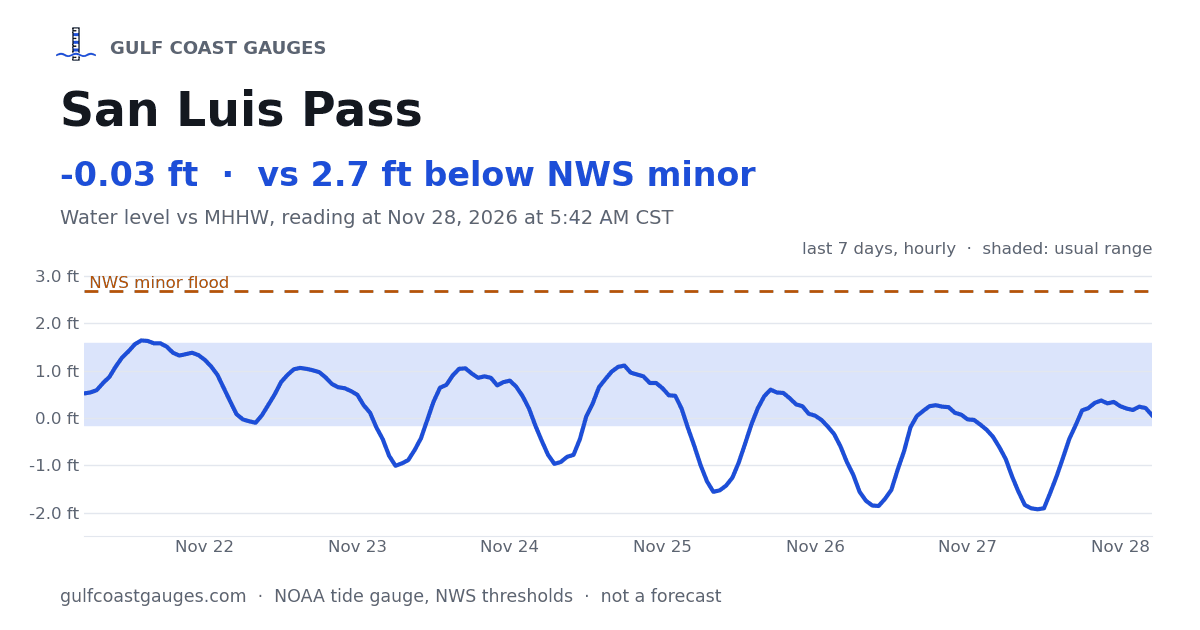 GULF COAST GAUGES
San Luis Pass
-0.03 ft · vs 2.7 ft below NWS minor
Water level vs MHHW, reading at Nov 28, 2026 at 5:42 AM CST
last 7 days, hourly · shaded: usual range
3.0 ft
NWS minor flood
2.0 ft
1.0 ft
0.0 ft
-1.0 ft
-2.0 ft
Nov 22 Nov 23 Nov 24 Nov 25 Nov 26 Nov 27 Nov 28
gulfcoastgauges.com · NOAA tide gauge, NWS thresholds · not a forecast